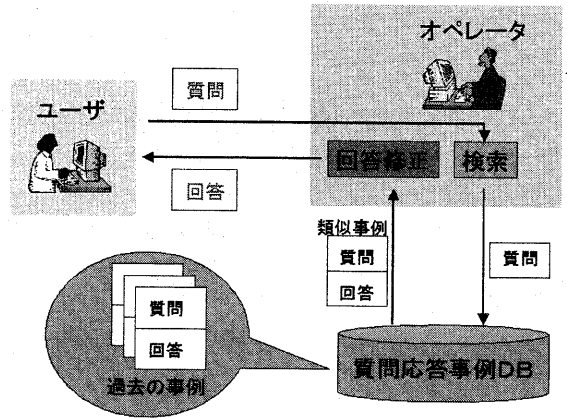 オペレータ
質問
ユーザ
回答修正
検索
回答
類似事例
質問
回答
質問
質問
回答
過去の事例
質問応答事例DB